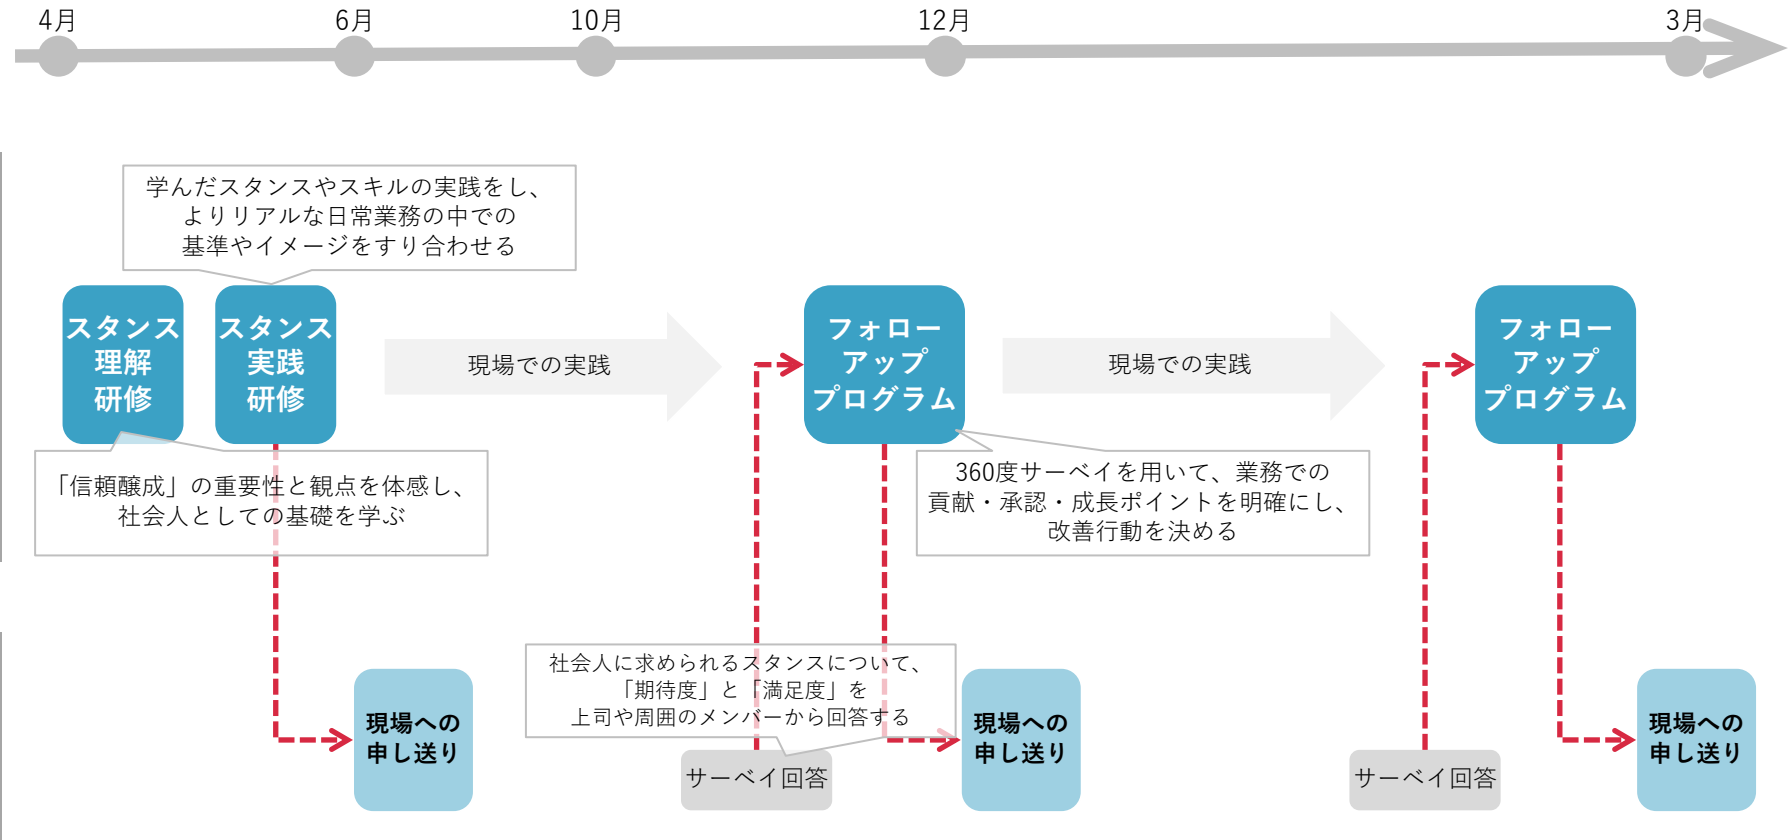 4月
6月
10月
12月
3月
学んだスタンスやスキルの実践をし、
よりリアルな日常業務の中での
基準やイメージをすり合わせる
スタンス
理解
研修
スタンス
実践
研修
現場での実践
フォロー
アップ
プログラム
現場での実践
フォロー
アップ
プログラム
「信頼醸成」の重要性と観点を体感し、
社会人としての基礎を学ぶ
360度サーベイを用いて、業務での
貢献・承認・成長ポイントを明確にし、
改善行動を決める
社会人に求められるスタンスについて、
「期待度」と「満足度」を
上司や周囲のメンバーから回答する
現場への
申し送り
サーベイ回答
現場への
申し送り
サーベイ回答
現場への
申し送り